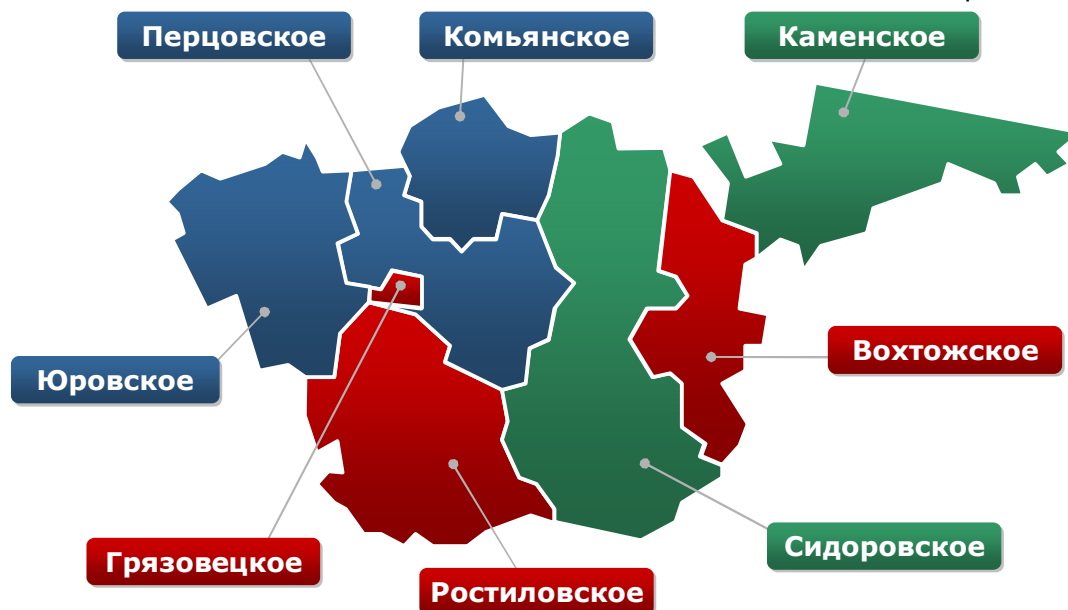 Перцовское
Комьянское
Каменское
Вохтожское
Юровское
Сидоровское
Грязовецкое
Ростиловское